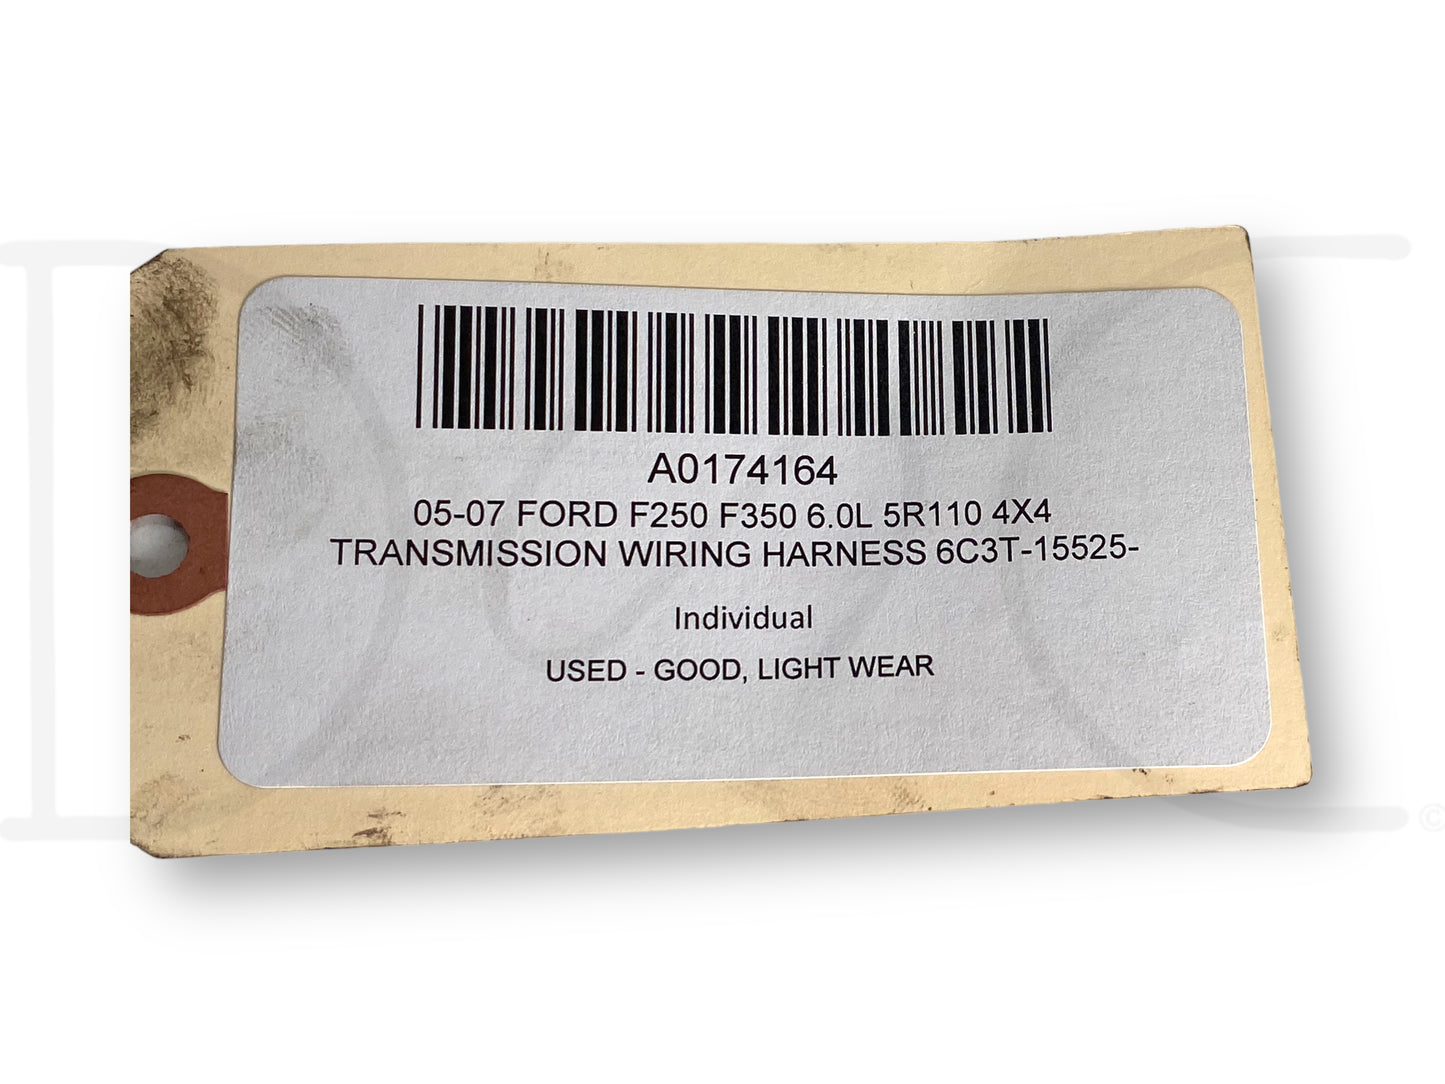 A0174164
05-07 FORD F250 F350 6.0L 5R110 4X4
TRANSMISSION WIRING HARNESS 6C3T-15525-
Individual
USED - GOOD, LIGHT WEAR
©